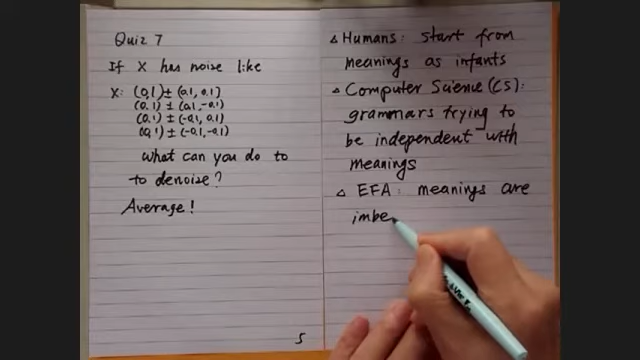 Quiz 7
If X has noise like
X: (0,1) ± (0.1, 0.1)
(0,1) ± (0.1, -0.1)
(0,1) ± (-0.1, 0.1)
(0,1) ± (-0.1, -0.1)
what can you do to
to denoise?
Average!
5
△ Humans: start from
meanings as infants
△ Computer Science (CS):
grammars trying to
be independent with
meanings
△ EFA: meanings are
imbe